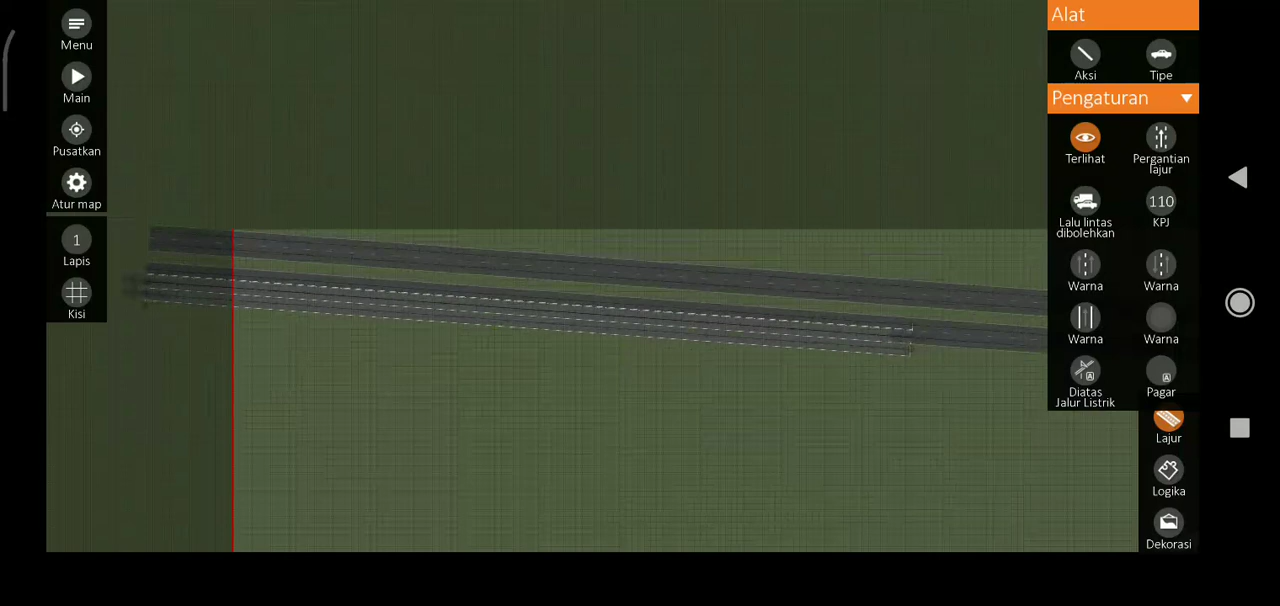 Menu
Main
Pusatkan
Atur map
1
Lapis
Kisi
Alat
Aksi
Tipe
Pengaturan
Terlihat
Pergantian
lajur
Lalu lintas
dibolehkan
110
KPJ
Warna
Warna
Warna
Warna
A
Diatas
Jalur Listrik
A
Pagar
Lajur
Logika
Dekorasi